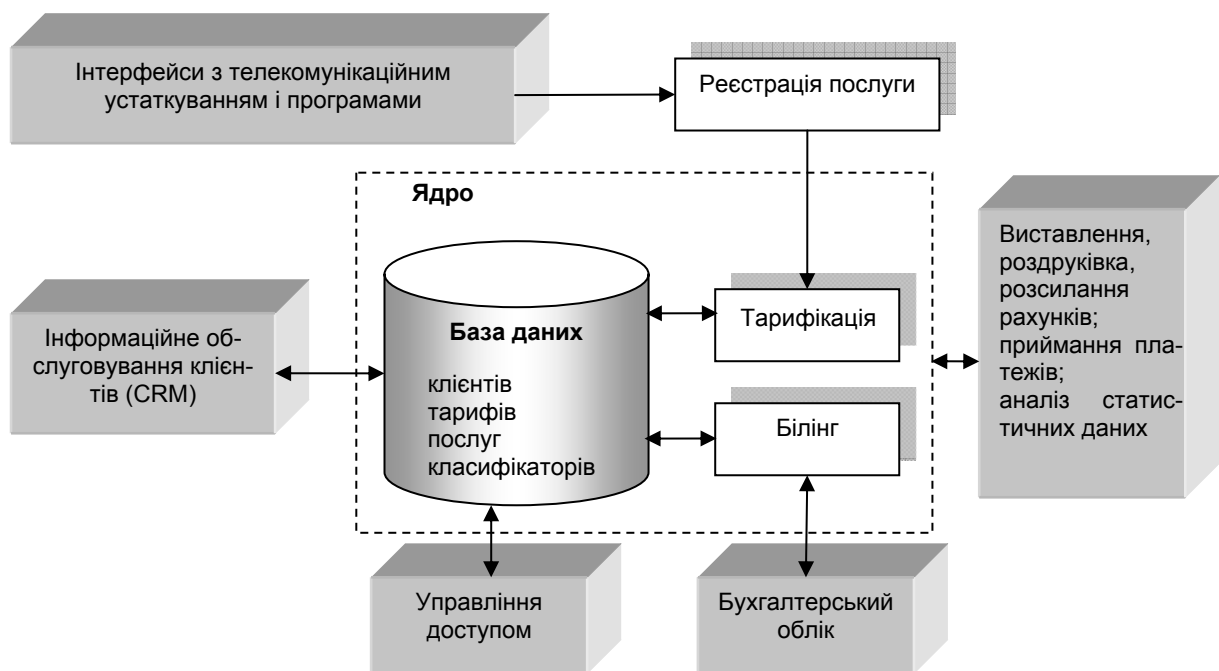 Інтерфейси з телекомунікаційним
устаткуванням і програмами
Реєстрація послуги
Ядро
База даних
клієнтів
тарифів
послуг
класифікаторів
Тарифікація
Білінг
Виставлення,
роздруківка,
розсилання
рахунків;
приймання пла-
тежів;
аналіз статис-
тичних даних
Інформаційне об-
слуговування клієн-
тів (CRM)
Управління
доступом
Бухгалтерський
облік